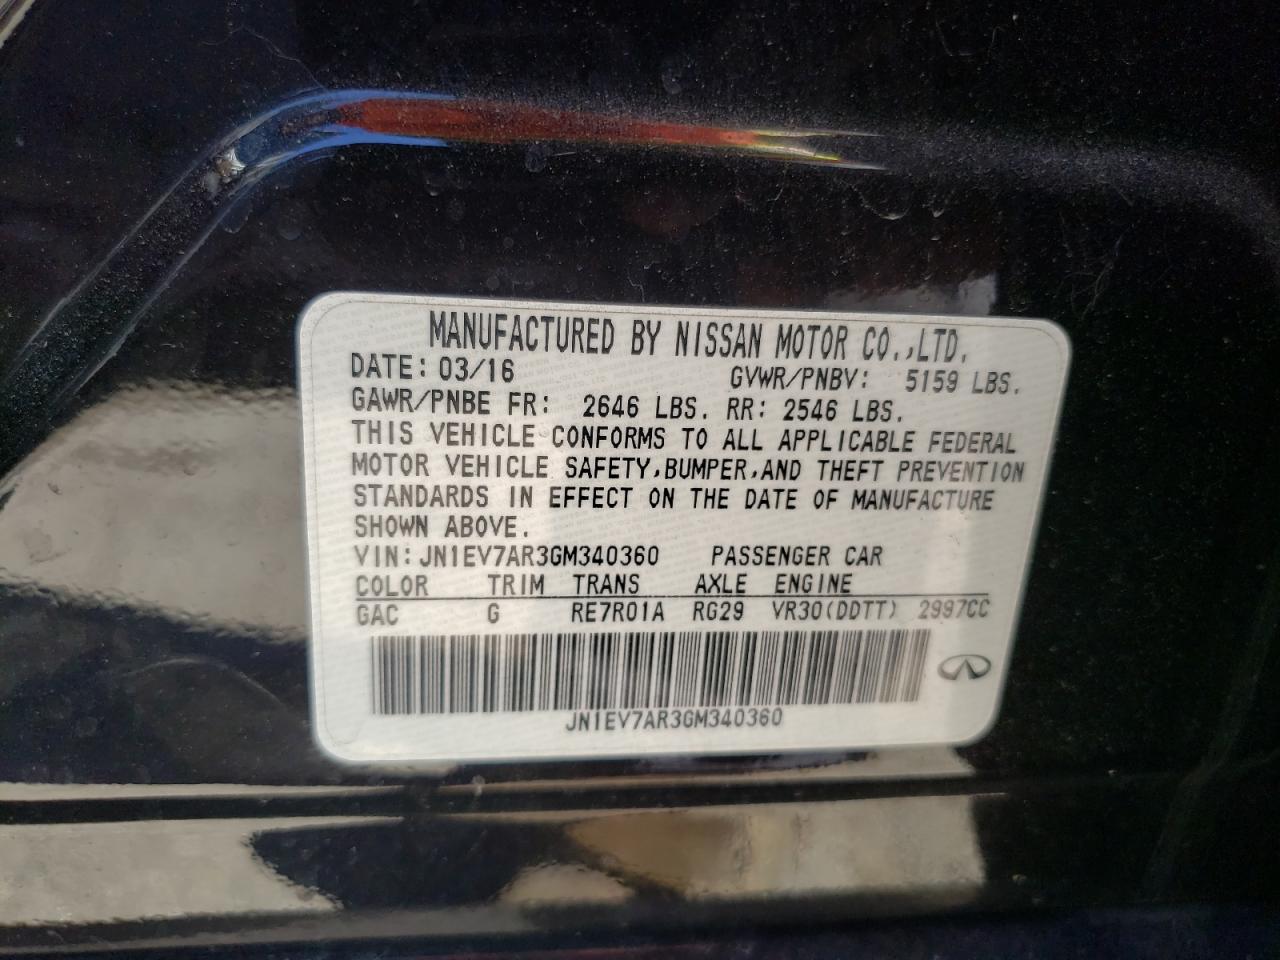 MANUFACTURED BY NISSAN MOTOR CO.,LTD.
DATE: 03/16 GVWR/PNBV: 5159 LBS.
GAWR/PNBE FR: 2646 LBS. RR: 2546 LBS.
THIS VEHICLE CONFORMS TO ALL APPLICABLE FEDERAL
MOTOR VEHICLE SAFETY,BUMPER,AND THEFT PREVENTION
STANDARDS IN EFFECT ON THE DATE OF MANUFACTURE
SHOWN ABOVE.
VIN:JN1EV7AR3GM340360 PASSENGER CAR
COLOR TRIM TRANS AXLE ENGINE
GAC G RE7R01A RG29 VR30(DDTT) 2997CC
JN1EV7AR3GM340360